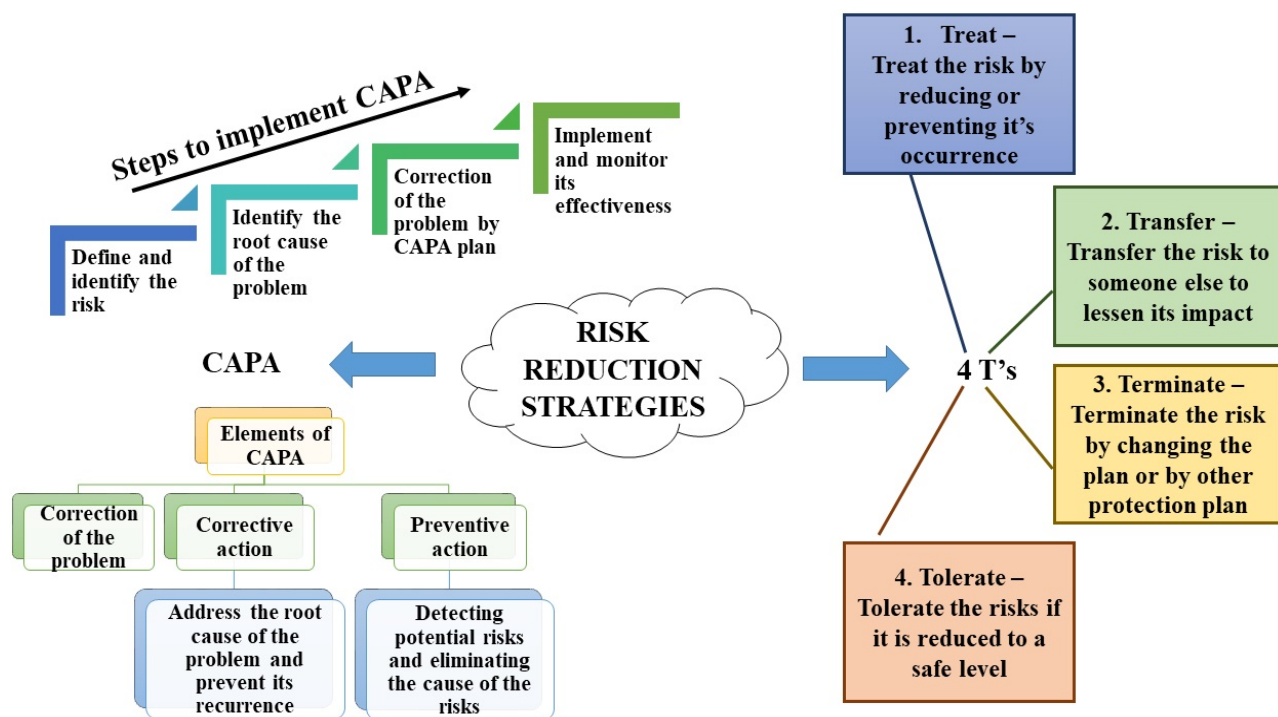 Steps to implement CAPA
Define and
identify the
risk
Identify the
root cause
of the
problem
Correction
of the
problem by
CAPA plan
Implement
and monitor
its
effectiveness
CAPA
RISK
REDUCTION
STRATEGIES
4 T’s
Elements of
CAPA
Correction
of the
problem
Corrective
action
Preventive
action
Address the root
cause of the
problem and
prevent its
recurrence
Detecting
potential risks
and eliminating
the cause of the
risks
1. Treat –
Treat the risk by
reducing or
preventing it’s
occurrence
2. Transfer –
Transfer the risk to
someone else to
lessen its impact
3. Terminate –
Terminate the risk
by changing the
plan or by other
protection plan
4. Tolerate –
Tolerate the risks if
it is reduced to a
safe level